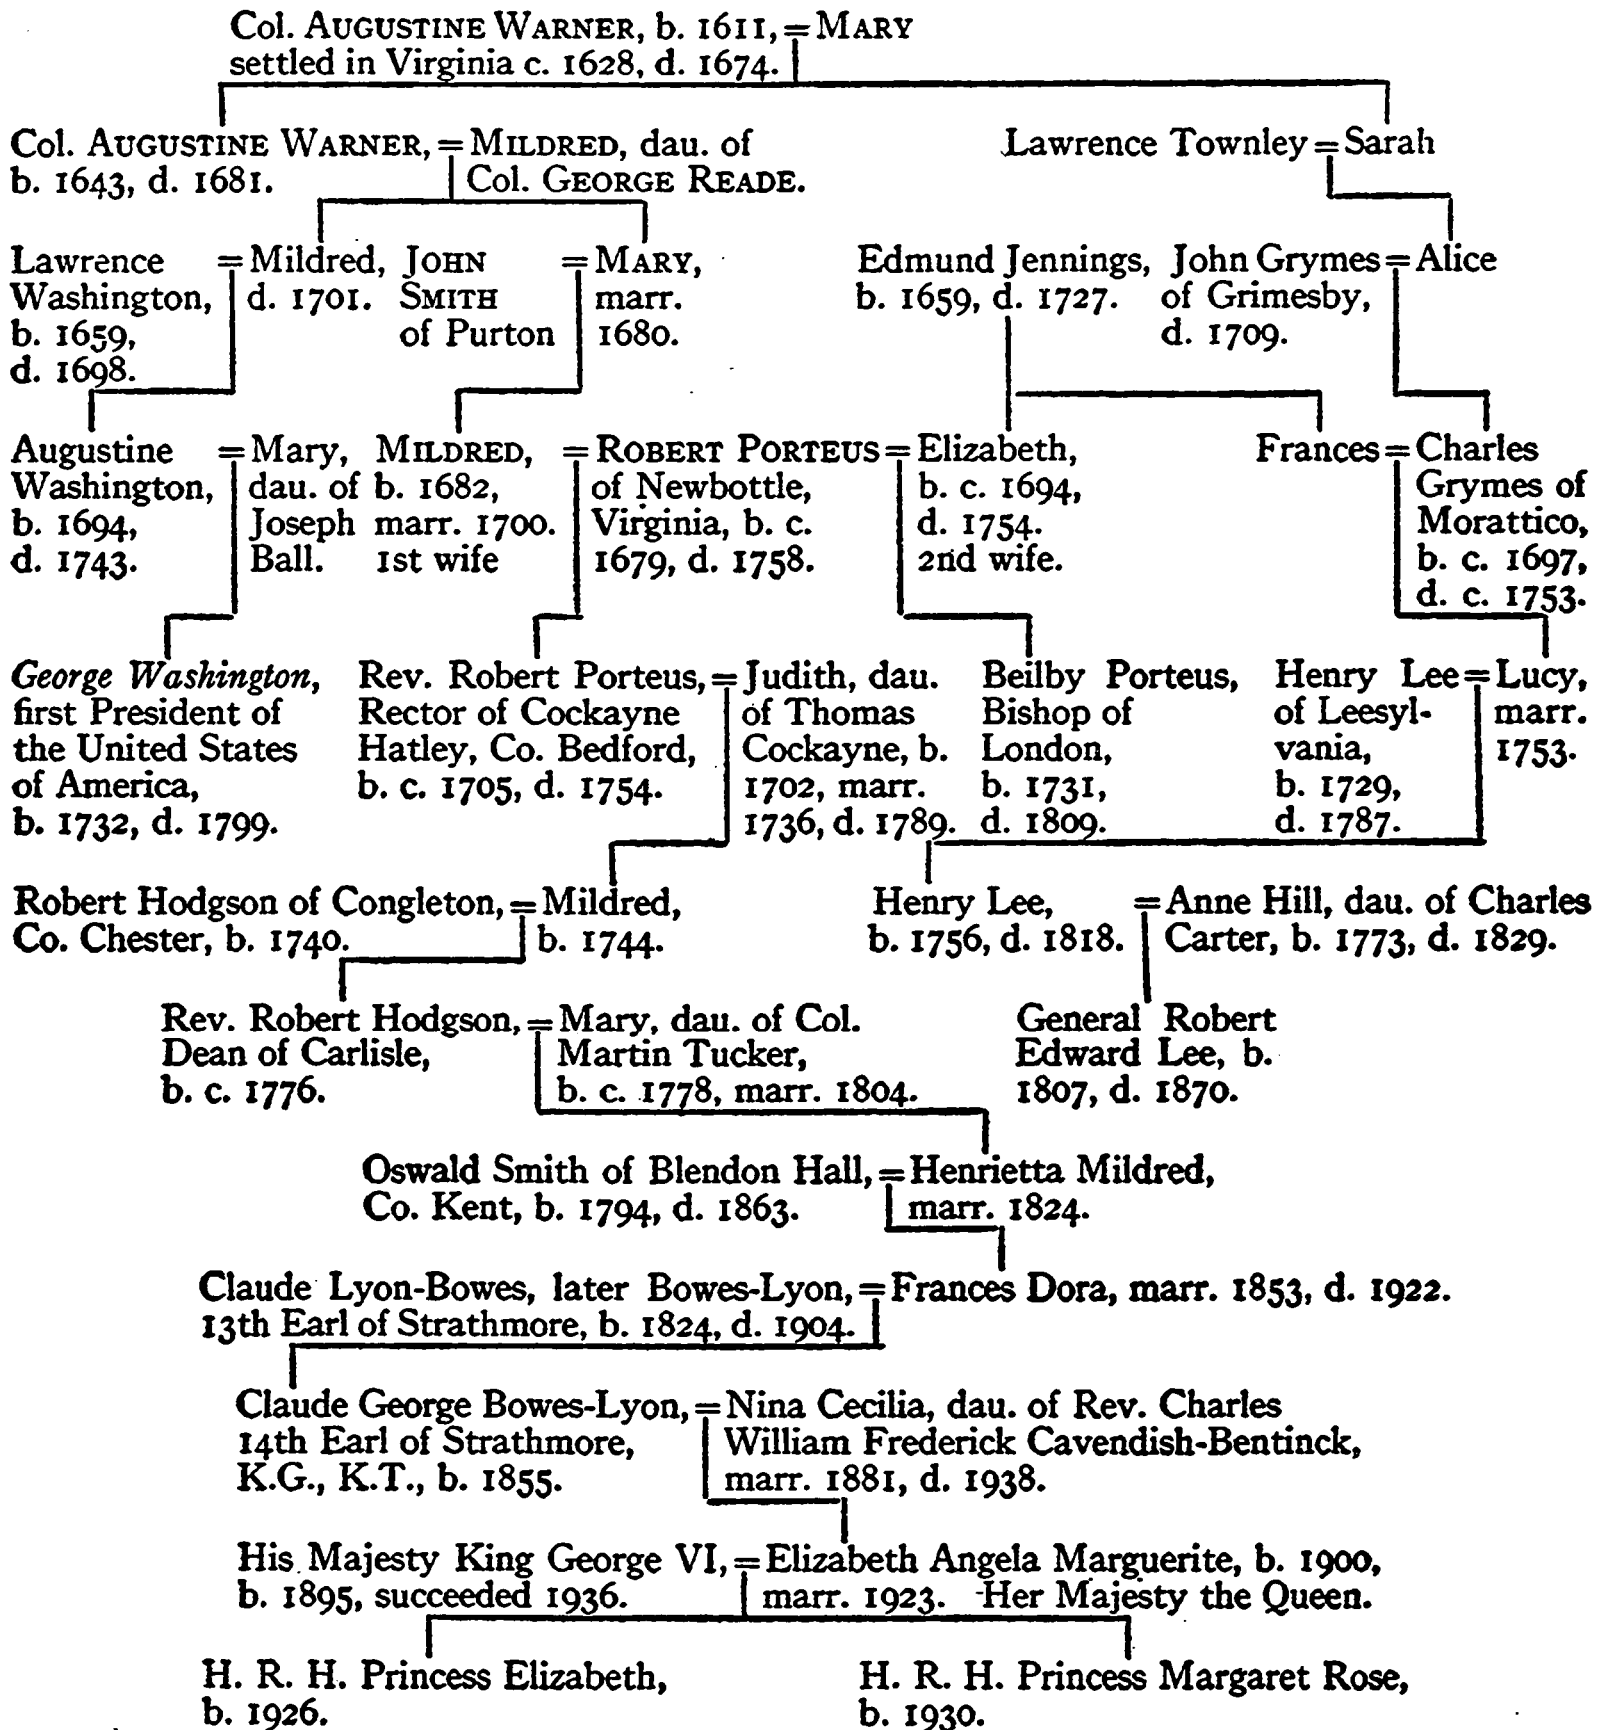 Col. AUGUSTINE WARNER, b. 1611, = MARY
settled in Virginia c. 1628, d. 1674.
Col. AUGUSTINE WARNER, = MILDRED, dau. of
b. 1643, d. 1681. Col. GEORGE READE.
Lawrence Townley = Sarah
Lawrence
Washington,
b. 1659,
d. 1698.
= Mildred,
d. 1701.
JOHN
SMITH
of Purton
= MARY,
marr.
1680.
Edmund Jennings,
b. 1659, d. 1727.
John Grymes = Alice
of Grimesby,
d. 1709.
Augustine
Washington,
b. 1694,
d. 1743.
= Mary,
dau. of
Joseph
Ball.
MILDRED,
b. 1682,
marr. 1700.
1st wife
= ROBERT PORTEUS
of Newbottle,
Virginia, b. c.
1679, d. 1758.
= Elizabeth,
b. c. 1694,
d. 1754.
2nd wife.
Frances = Charles
Grymes of
Morattico,
b. c. 1697,
d. c. 1753.
George Washington,
first President of
the United States
of America,
b. 1732, d. 1799.
Rev. Robert Porteus,
Rector of Cockayne
Hatley, Co. Bedford,
b. c. 1705, d. 1754.
= Judith, dau.
of Thomas
Cockayne, b.
1702, marr.
1736, d. 1789.
Beilby Porteus,
Bishop of
London,
b. 1731,
d. 1809.
Henry Lee
of Leesyl-
vania,
b. 1729,
d. 1787.
= Lucy,
marr.
1753.
Robert Hodgson of Congleton, = Mildred,
Co. Chester, b. 1740. b. 1744.
Henry Lee, = Anne Hill, dau. of Charles
b. 1756, d. 1818. Carter, b. 1773, d. 1829.
Rev. Robert Hodgson, = Mary, dau. of Col.
Dean of Carlisle, Martin Tucker,
b. c. 1776. b. c. 1778, marr. 1804.
General Robert
Edward Lee, b.
1807, d. 1870.
Oswald Smith of Blendon Hall, = Henrietta Mildred,
Co. Kent, b. 1794, d. 1863. marr. 1824.
Claude Lyon-Bowes, later Bowes-Lyon, = Frances Dora, marr. 1853, d. 1922.
13th Earl of Strathmore, b. 1824, d. 1904.
Claude George Bowes-Lyon, = Nina Cecilia, dau. of Rev. Charles
14th Earl of Strathmore, William Frederick Cavendish-Bentinck,
K.G., K.T., b. 1855. marr. 1881, d. 1938.
His Majesty King George VI, = Elizabeth Angela Marguerite, b. 1900,
b. 1895, succeeded 1936. marr. 1923. Her Majesty the Queen.
H. R. H. Princess Elizabeth,
b. 1926.
H. R. H. Princess Margaret Rose,
b. 1930.